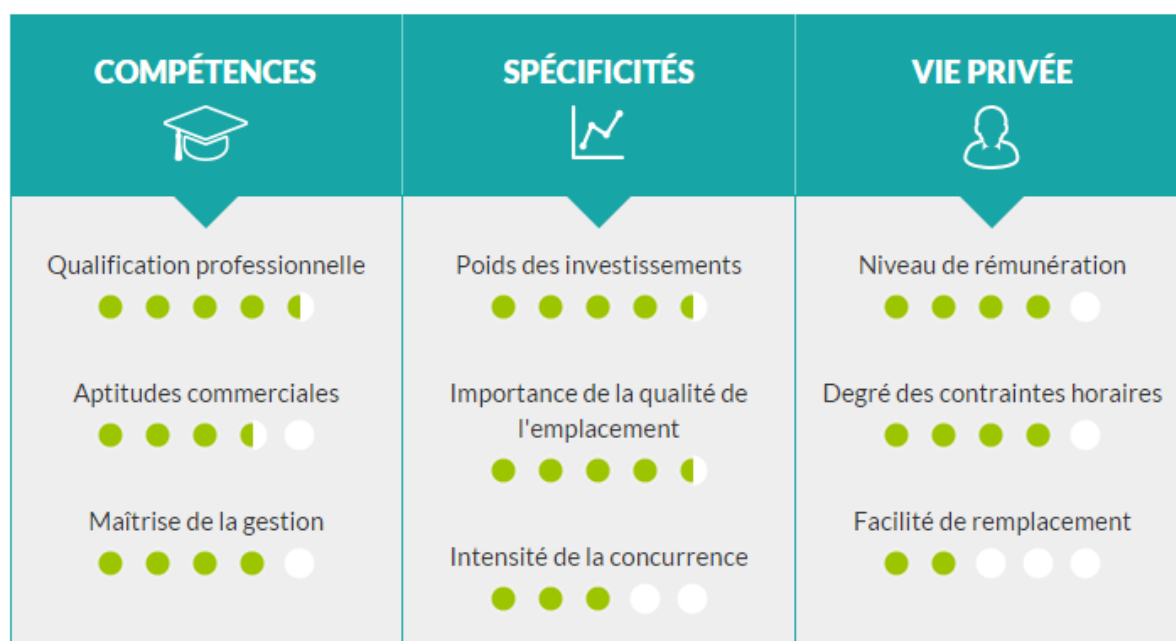 COMPÉTENCES
Qualification professionnelle
Aptitudes commerciales
Maîtrise de la gestion
SPÉCIFICITÉS
Poids des investissements
Importance de la qualité de
l'emplacement
Intensité de la concurrence
VIE PRIVÉE
Niveau de rémunération
Degré des contraintes horaires
Facilité de remplacement